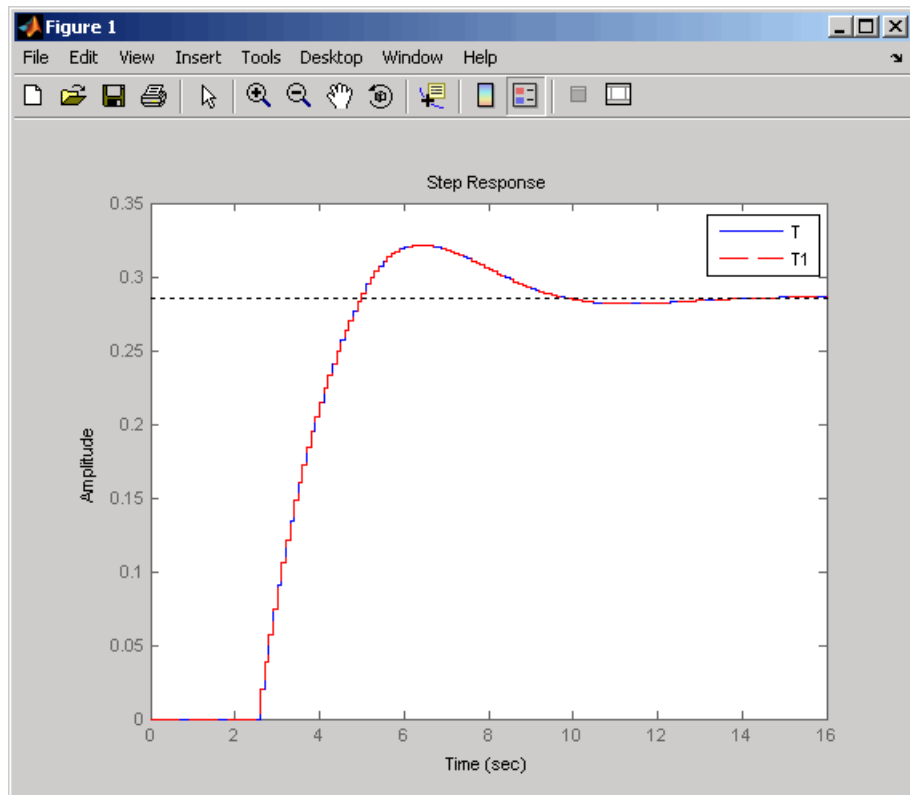 Figure 1
File Edit View Insert Tools Desktop Window Help
Step Response
0.35
0.3
0.25
0.2
0.15
0.1
0.05
0
Amplitude
T
T1
0 2 4 6 8 10 12 14 16
Time (sec)